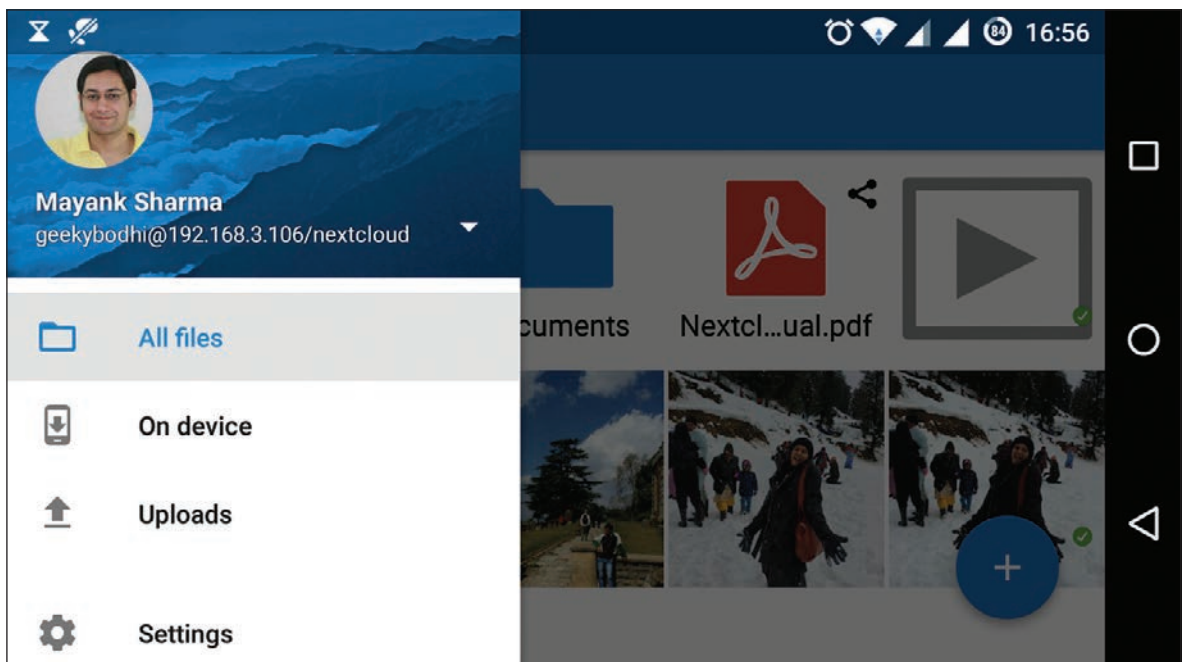 84 16:56
Mayank Sharma
geekybodhi@192.168.3.106/nextcloud
All files
On device
Uploads
Settings
cuments
Nextcl...ual.pdf